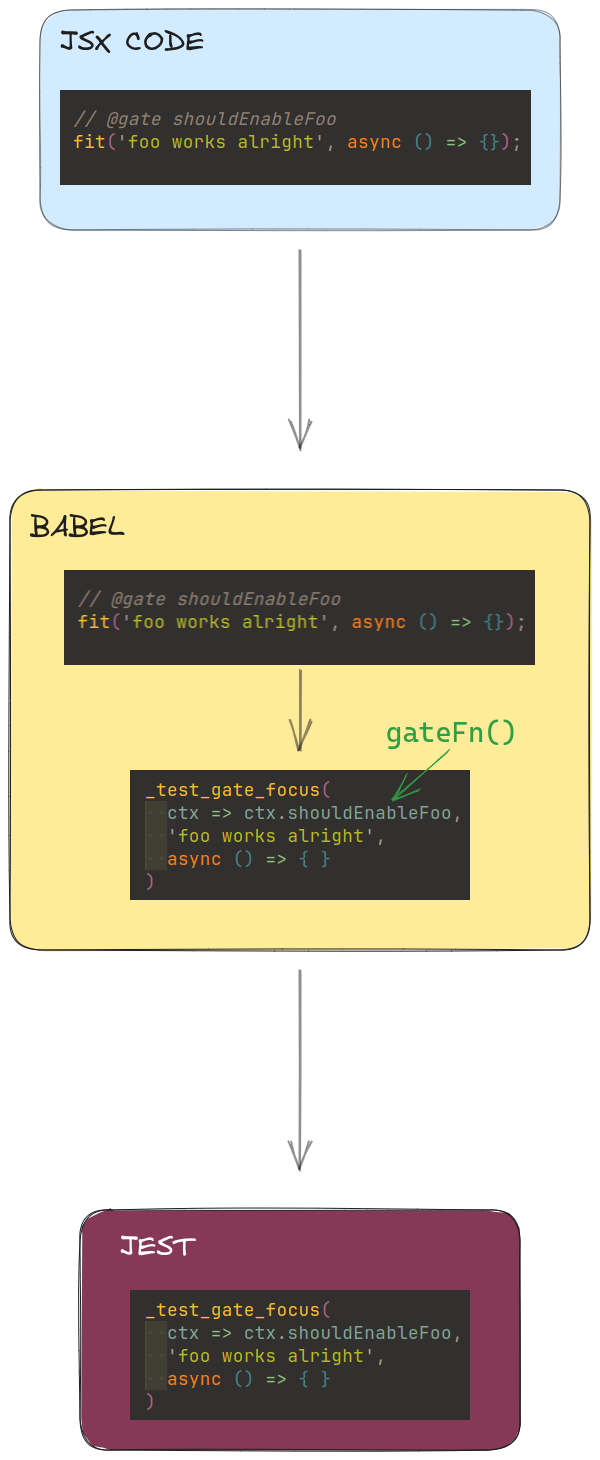 JSX CODE
// @gate shouldEnableFoo
fit('foo works alright', async () => {});
BABEL
// @gate shouldEnableFoo
fit('foo works alright', async () => {});
gateFn()
_test_gate_focus(
  ctx => ctx.shouldEnableFoo,
  'foo works alright',
  async () => { }
)
JEST
_test_gate_focus(
  ctx => ctx.shouldEnableFoo,
  'foo works alright',
  async () => { }
)